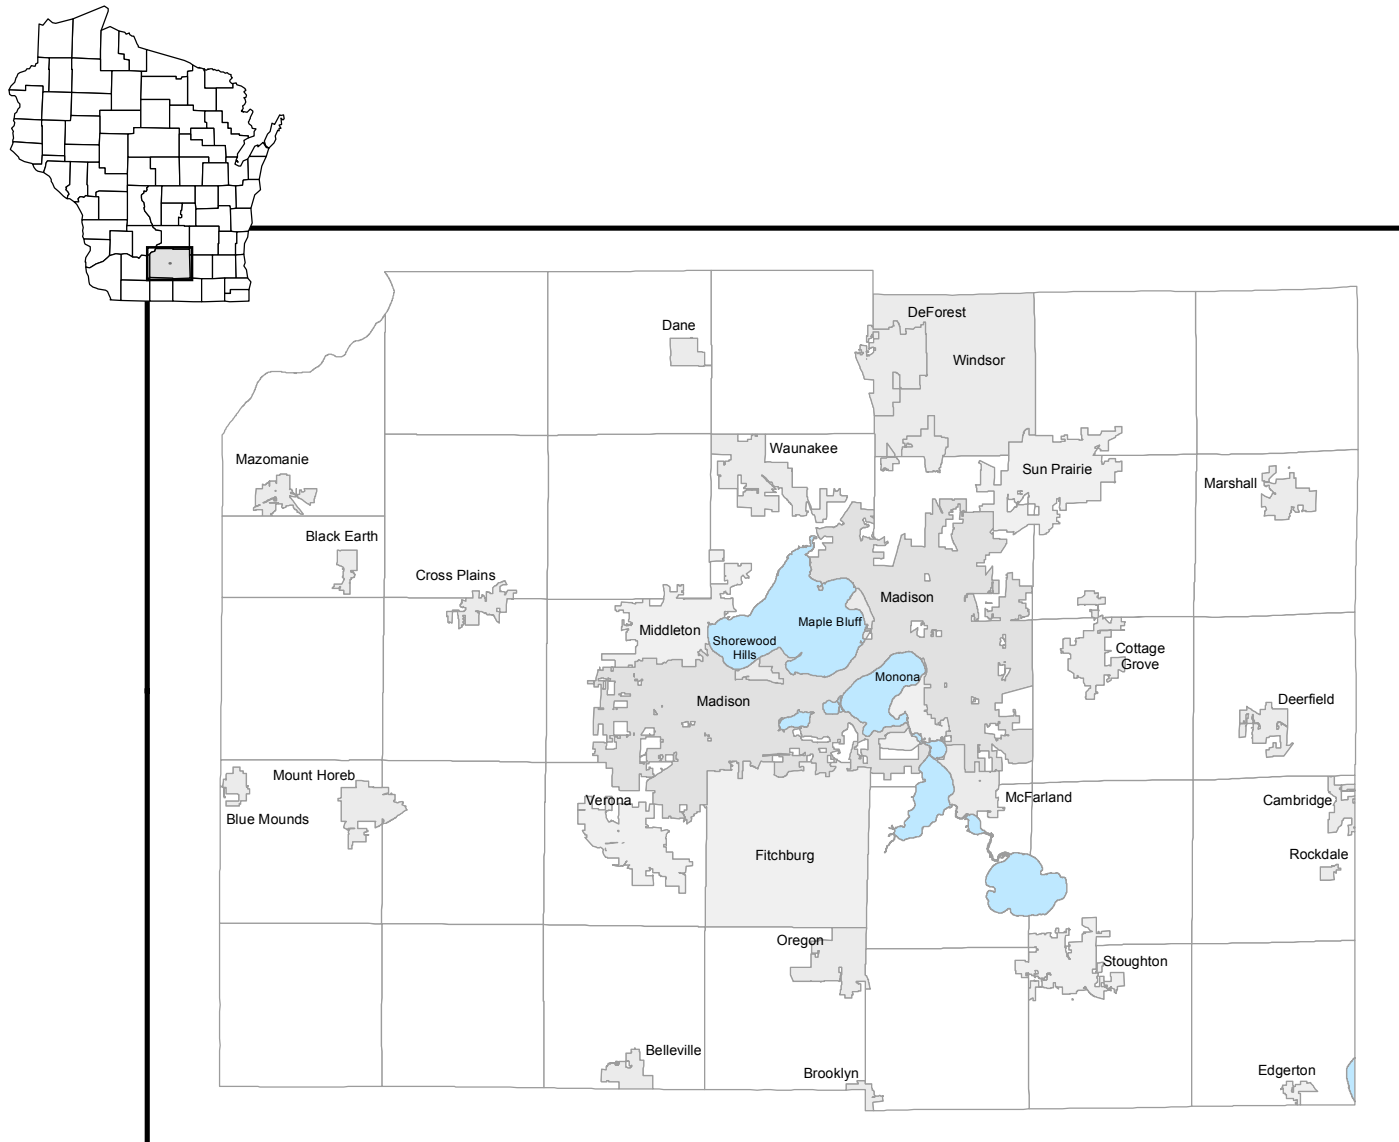 DeForest
Dane
Windsor
Waunakee
Mazomanie
Sun Prairie
Marshall
Black Earth
Cross Plains
Madison
Maple Bluff
Middleton
Shorewood
Hills
Cottage
Grove
Monona
Madison
Deerfield
Mount Horeb
McFarland
Verona
Cambridge
Blue Mounds
Fitchburg
Rockdale
Oregon
Stoughton
Belleville
Brooklyn
Edgerton